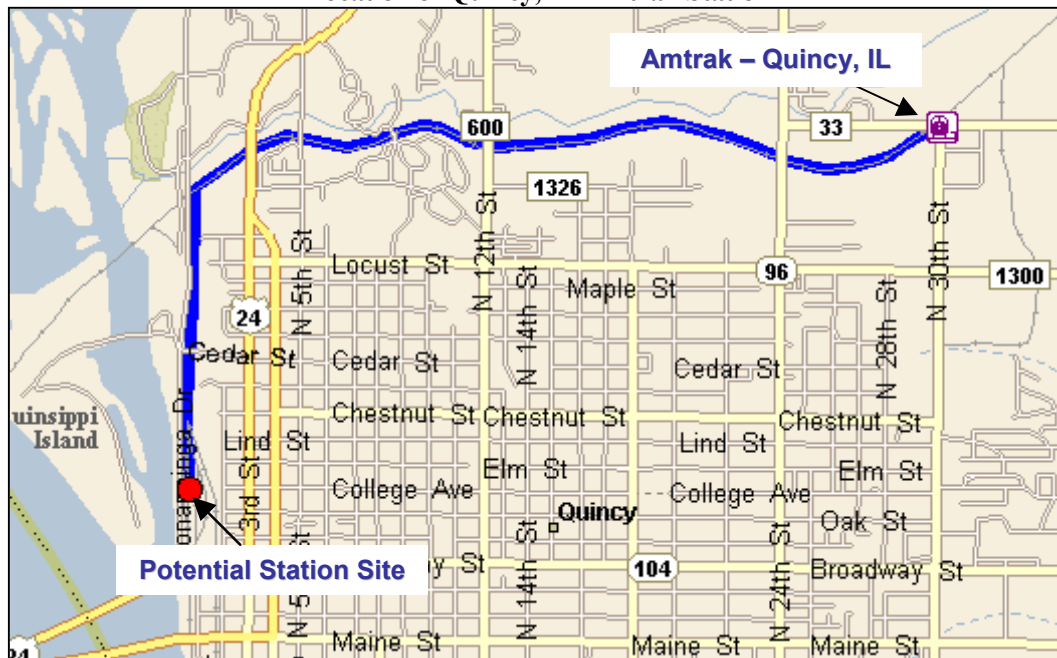 Amtrak – Quincy, IL
600
33
1326
N 12th St
N 5th St
N 30th St
Locust St
96
1300
N 14th St
Maple St
N 28th St
24
Cedar St
Cedar St
Cedar St
Chestnut St
Chestnut St
Chestnut St
uinsippi
Island
Lind St
Lind St
Elm St
Elm St
3rd St
College Ave
College Ave
Quincy
Oak St
Potential Station Site
y St
104
Broadway St
N 5
N 14th St
N 24th St
Maine St
Maine St
Maine St